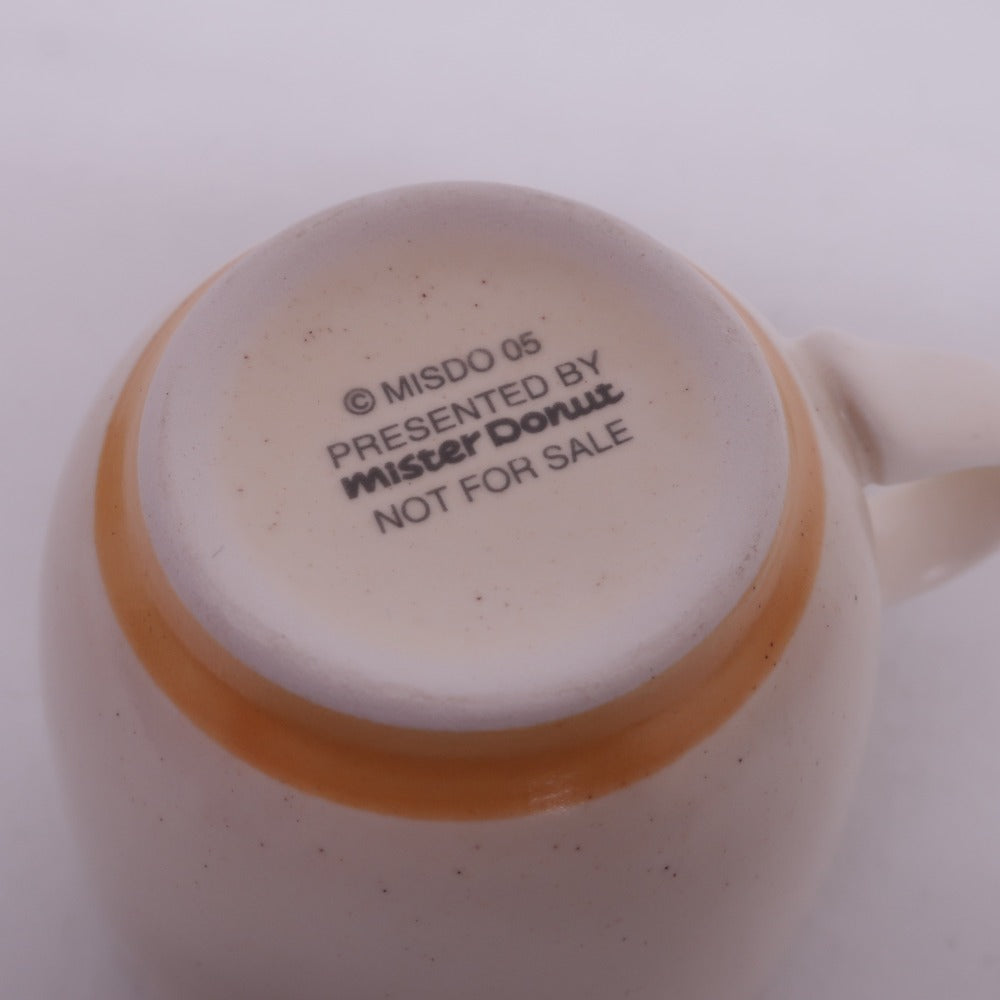 © MISDO 05
PRESENTED BY
mister Donut
NOT FOR SALE